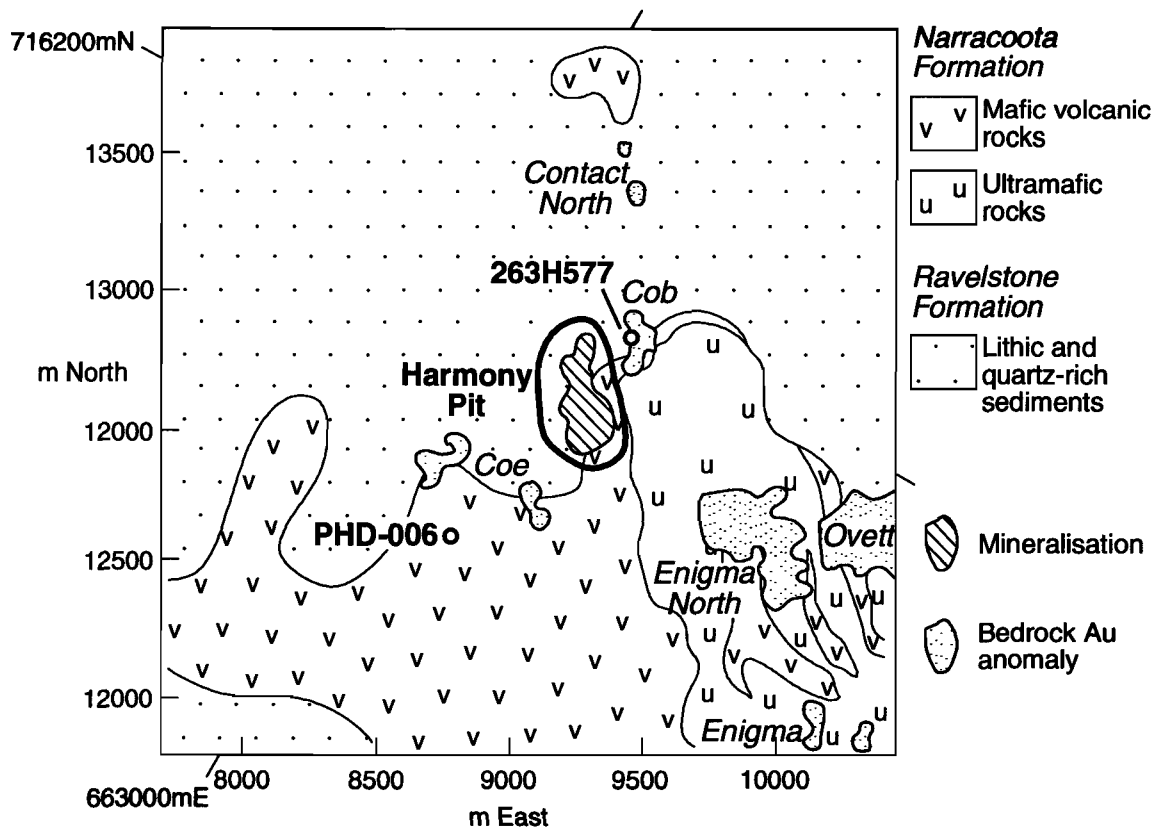 716200mN
13500
13000
m North
12000
12500
12000
8000
8500
9000
9500
10000
663000mE
m East
Contact
North
263H577
Cob
Harmony
Pit
Coe
PHD-006
Enigma
North
Ovett
Enigma
Narracoota
Formation
v v
Mafic volcanic
rocks
u u
Ultramafic
rocks
Ravelstone
Formation
Lithic and
quartz-rich
sediments
Mineralisation
Bedrock Au
anomaly